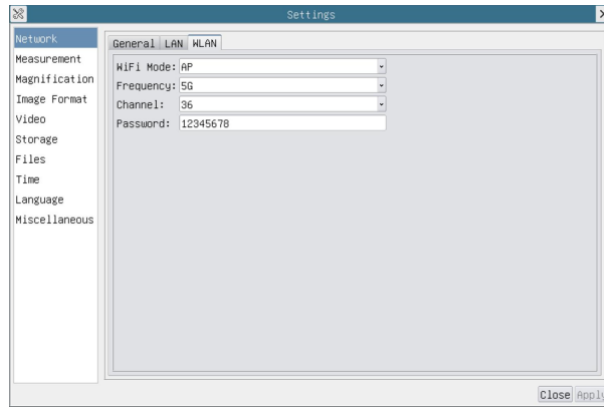 Settings
Network
Measurement
Magnification
Image Format
Video
Storage
Files
Time
Language
Miscellaneous
General LAN WLAN
WiFi Mode: AP
Frequency: 5G
Channel: 36
Password: 12345678
Close Apply